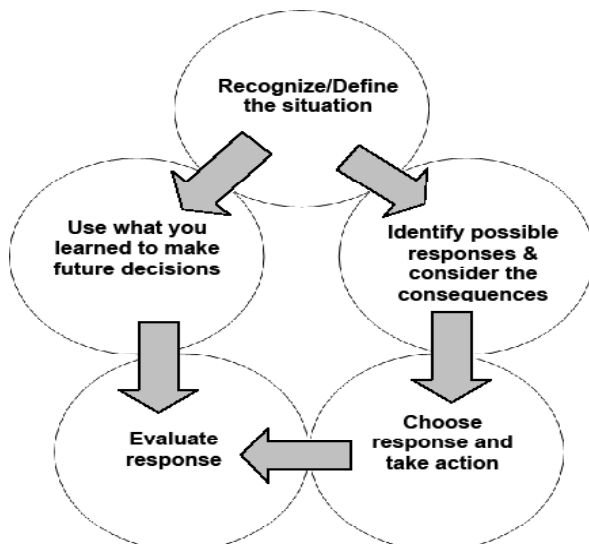 Recognize/Define
the situation
Use what you
learned to make
future decisions
Identify possible
responses &
consider the
consequences
Evaluate
response
Choose
response and
take action